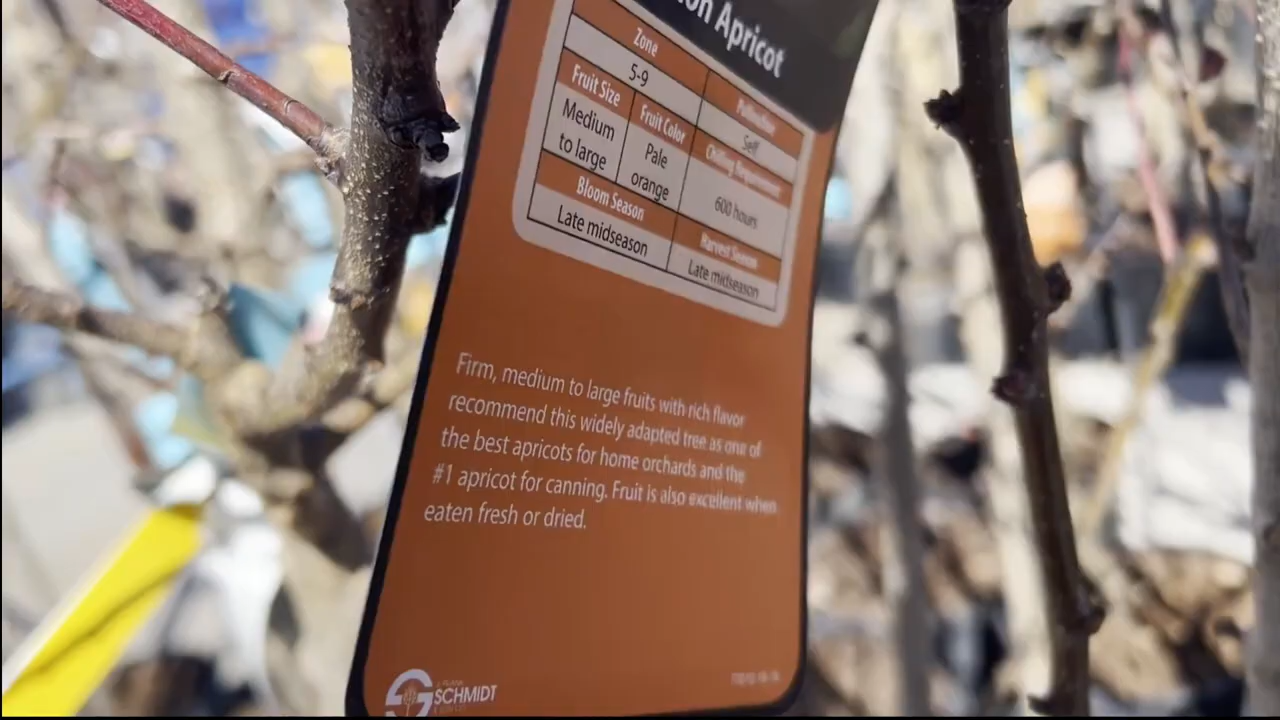 Apricot
Zone
5-9
Pollination
Self
Fruit Size
Medium
to large
Fruit Color
Pale
orange
Chilling Requirement
600 hours
Bloom Season
Late midseason
Harvest Season
Late midseason
Firm, medium to large fruits with rich flavor
recommend this widely adapted tree as one of
the best apricots for home orchards and the
#1 apricot for canning. Fruit is also excellent when
eaten fresh or dried.
SCHMIDT